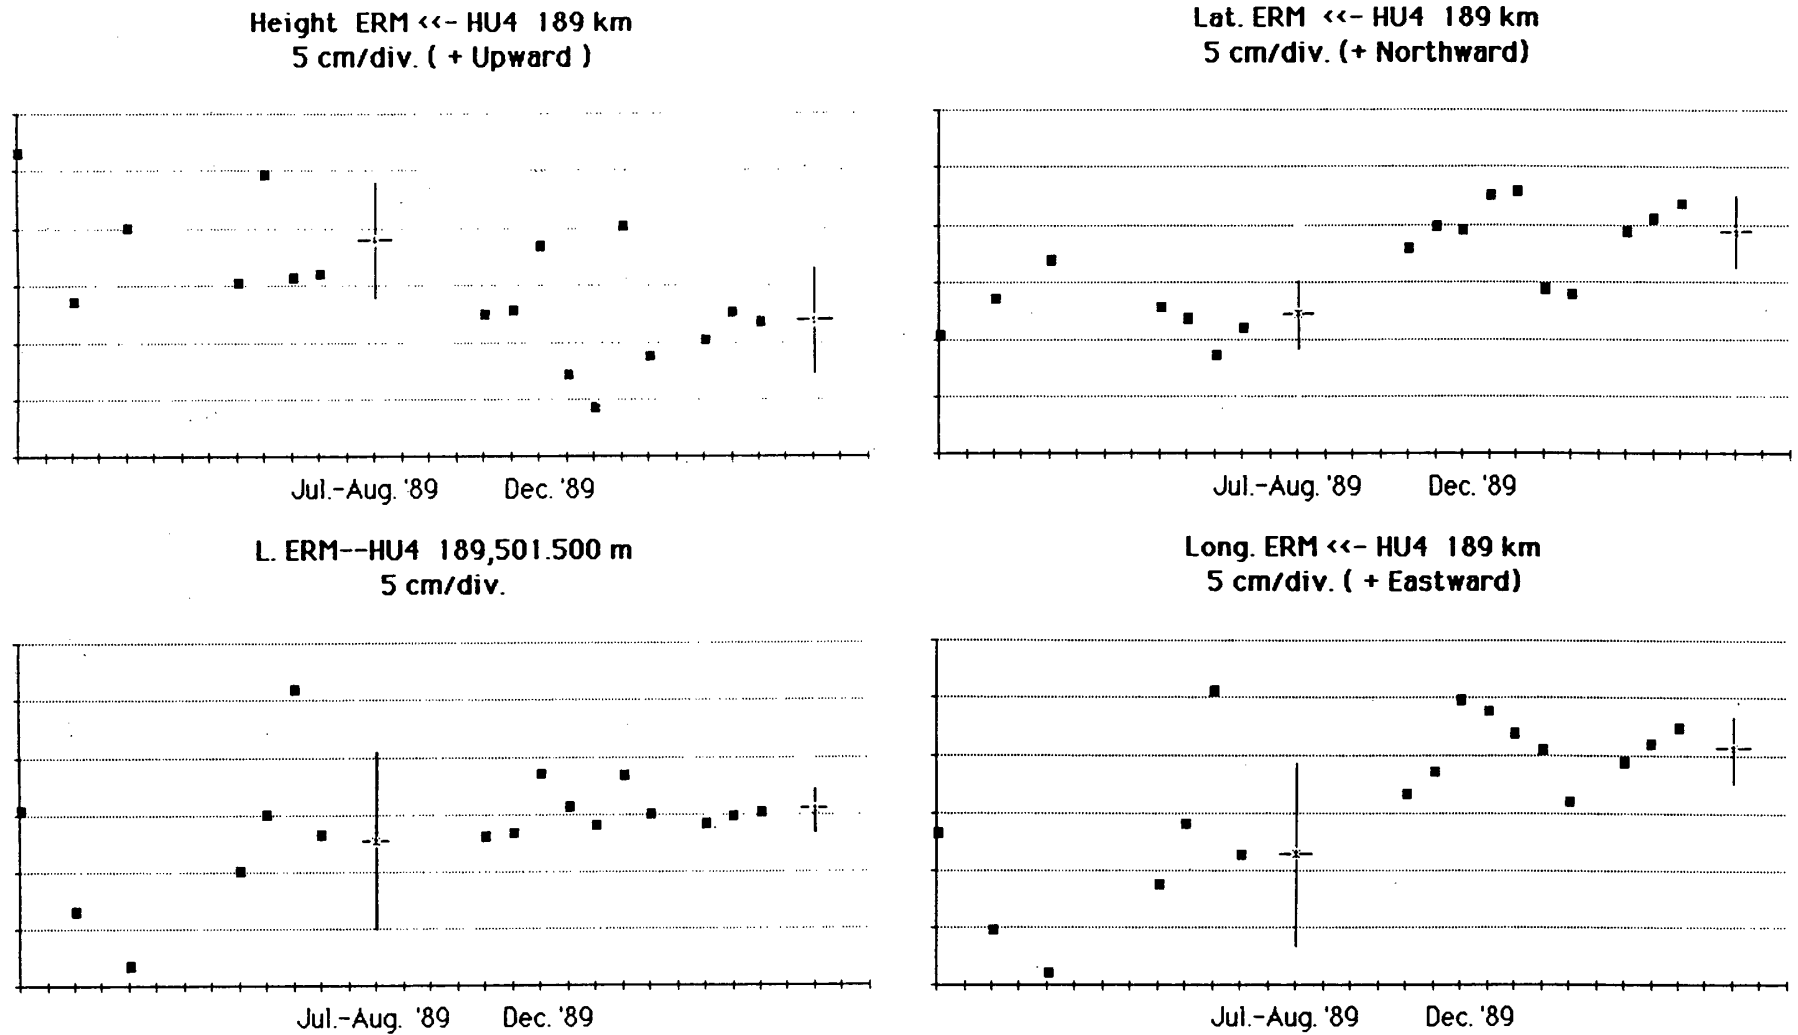 Height ERM <<- HU4 189 km
5 cm/div. ( + Upward )
Jul.-Aug. '89 Dec. '89
Lat. ERM <<- HU4 189 km
5 cm/div. (+ Northward)
Jul.-Aug. '89 Dec. '89
L. ERM--HU4 189,501.500 m
5 cm/div.
Jul.-Aug. '89 Dec. '89
Long. ERM <<- HU4 189 km
5 cm/div. ( + Eastward)
Jul.-Aug. '89 Dec. '89